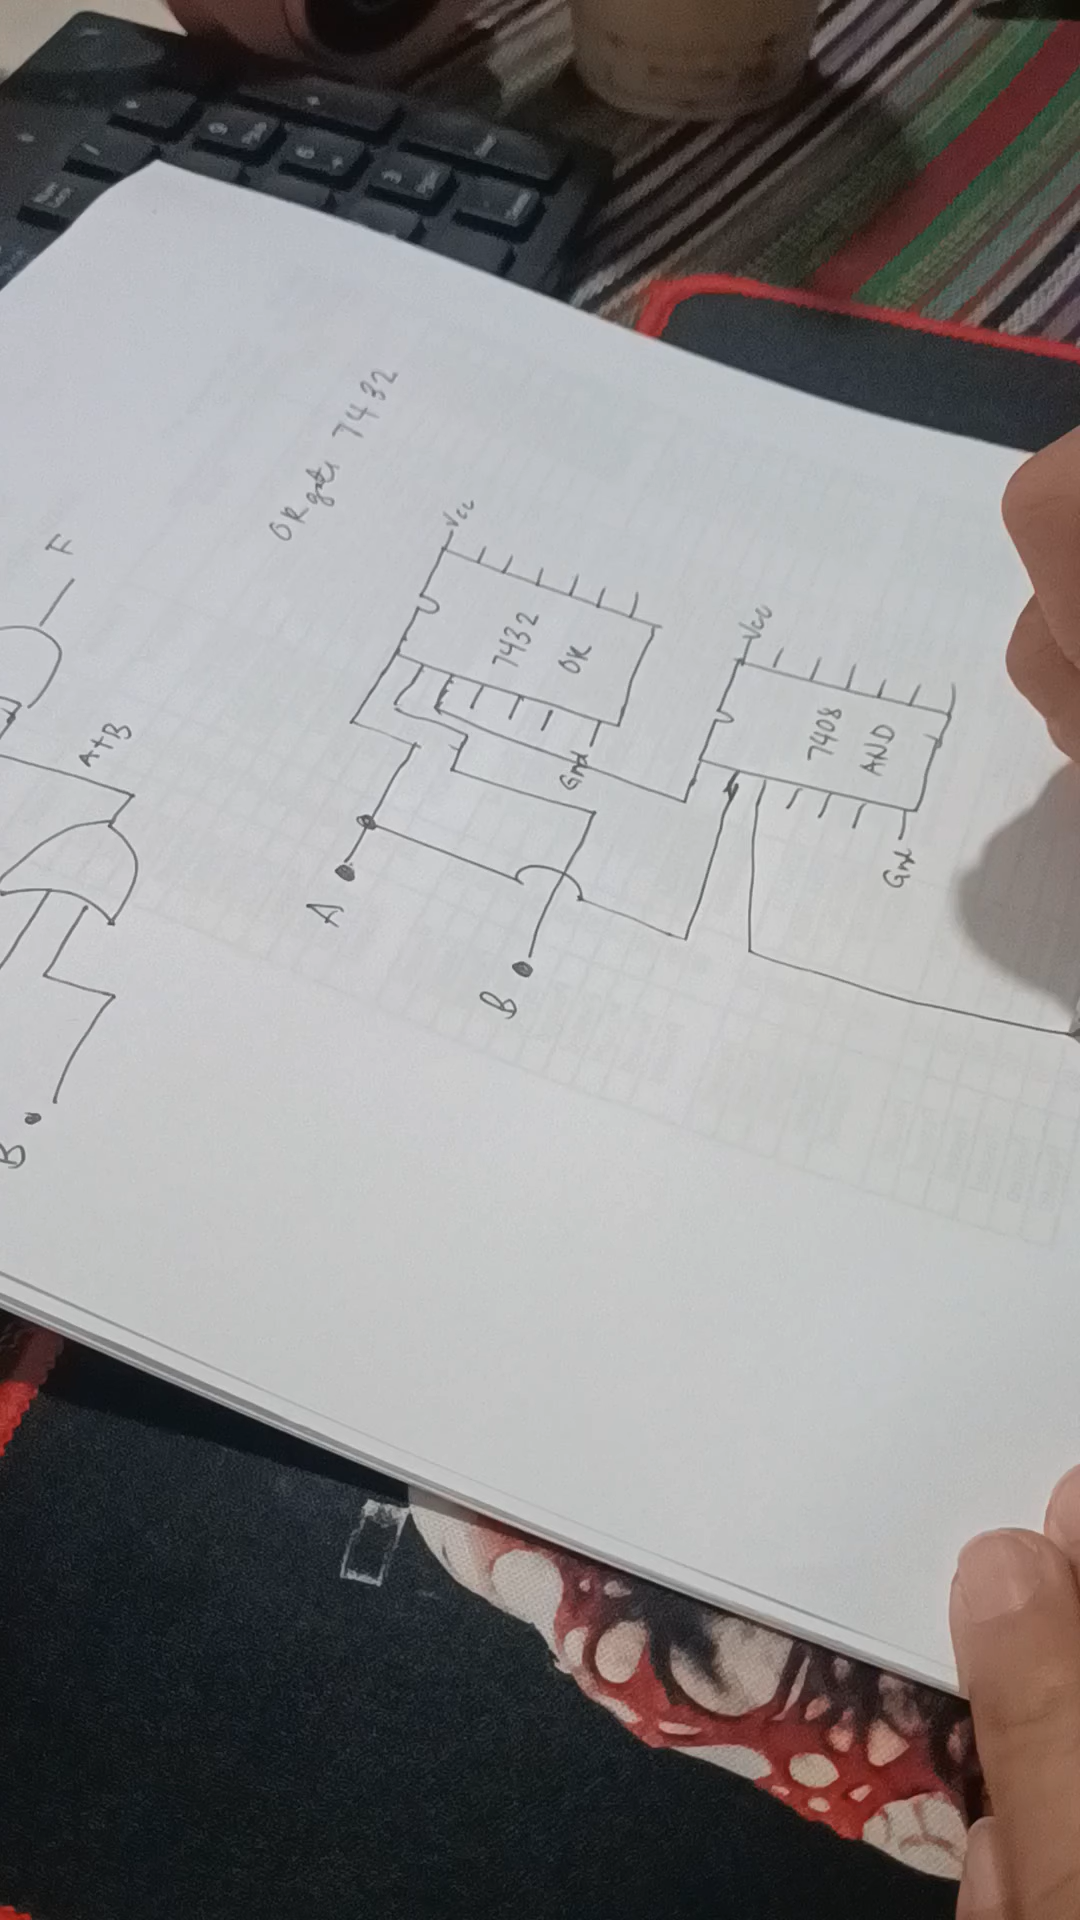 OR gate 7432
F
A+B
B
Vcc
7432
OR
Gnd
A
B
Vcc
7408
AND
Gnd